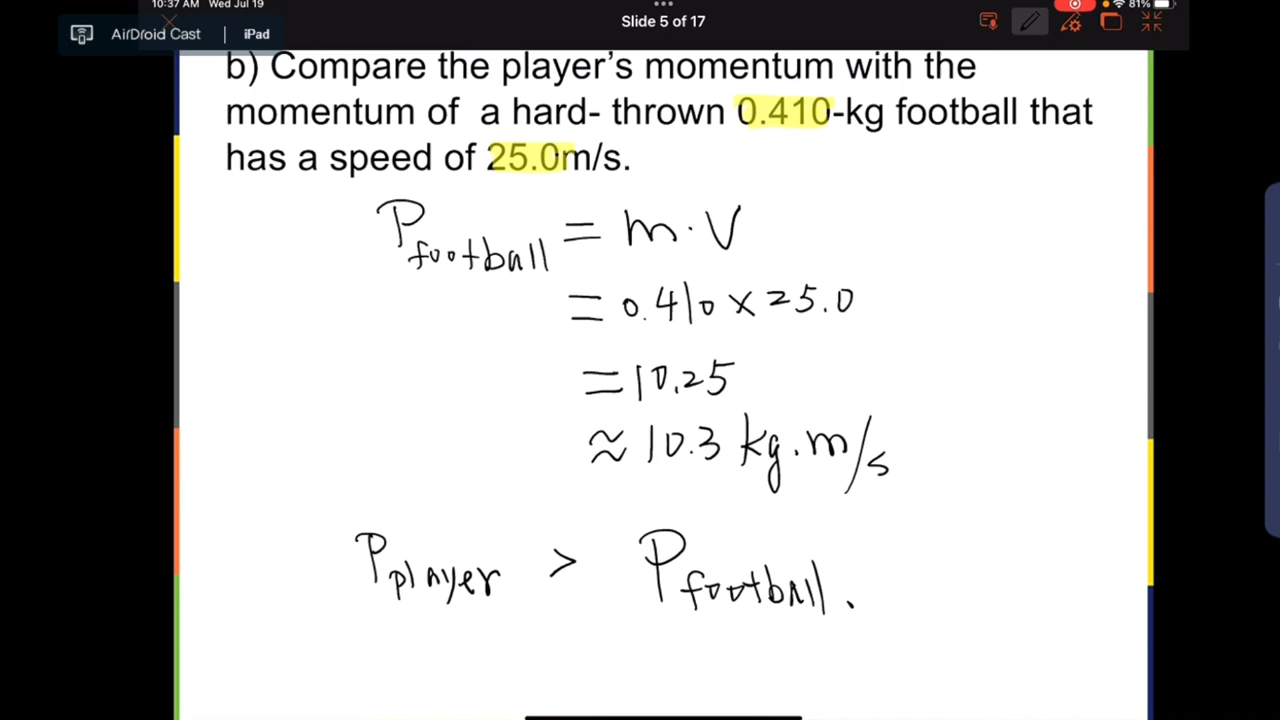 10:37 AM Wed Jul 19
81%
Slide 5 of 17
AirDroid Cast iPad
b) Compare the player's momentum with the
momentum of a hard- thrown 0.410-kg football that
has a speed of 25.0m/s.
P football = m·V
= 0.410 × 25.0
= 10.25
≈ 10.3 kg.m/s
P player > P football.